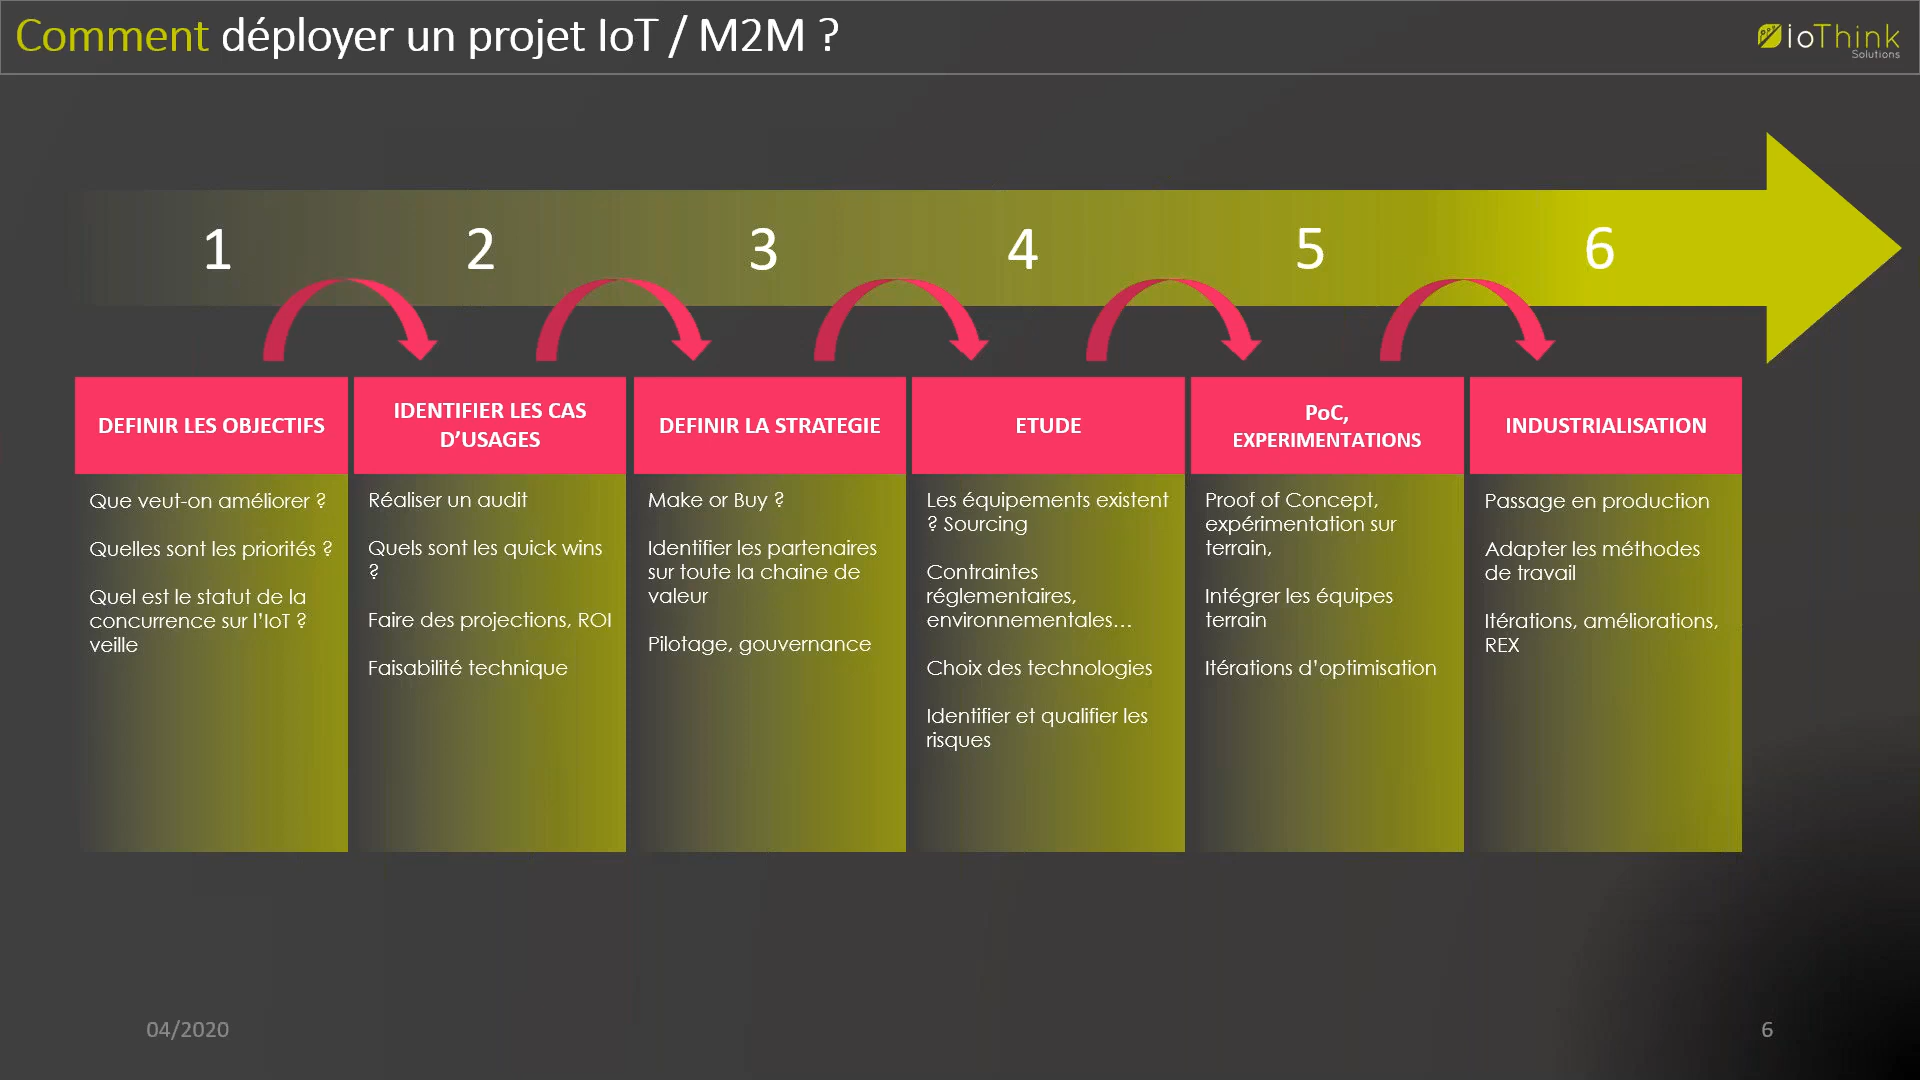 Comment déployer un projet IoT / M2M ?
ioThink
Solutions
1
2
3
4
5
6
DEFINIR LES OBJECTIFS
Que veut-on améliorer ?
Quelles sont les priorités ?
Quel est le statut de la
concurrence sur l’IoT ?
veille
IDENTIFIER LES CAS
D’USAGES
Réaliser un audit
Quels sont les quick wins
?
Faire des projections, ROI
Faisabilité technique
DEFINIR LA STRATEGIE
Make or Buy ?
Identifier les partenaires
sur toute la chaine de
valeur
Pilotage, gouvernance
ETUDE
Les équipements existent
? Sourcing
Contraintes
réglementaires,
environnementales…
Choix des technologies
Identifier et qualifier les
risques
PoC,
EXPERIMENTATIONS
Proof of Concept,
expérimentation sur
terrain,
Intégrer les équipes
terrain
Itérations d’optimisation
INDUSTRIALISATION
Passage en production
Adapter les méthodes
de travail
Itérations, améliorations,
REX
04/2020
6